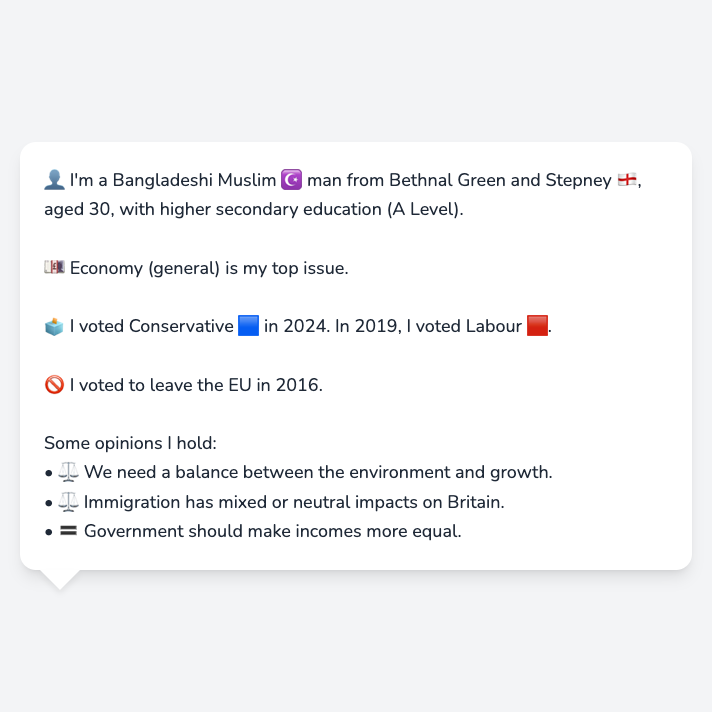 👤 I'm a Bangladeshi Muslim ☪️ man from Bethnal Green and Stepney 🏴󠁧󠁢󠁥󠁮󠁧󠁿,
aged 30, with higher secondary education (A Level).
💷 Economy (general) is my top issue.
🗳️ I voted Conservative 🟦 in 2024. In 2019, I voted Labour 🟥.
🚫 I voted to leave the EU in 2016.
Some opinions I hold:
• ⚖️ We need a balance between the environment and growth.
• ⚖️ Immigration has mixed or neutral impacts on Britain.
• 🟰 Government should make incomes more equal.